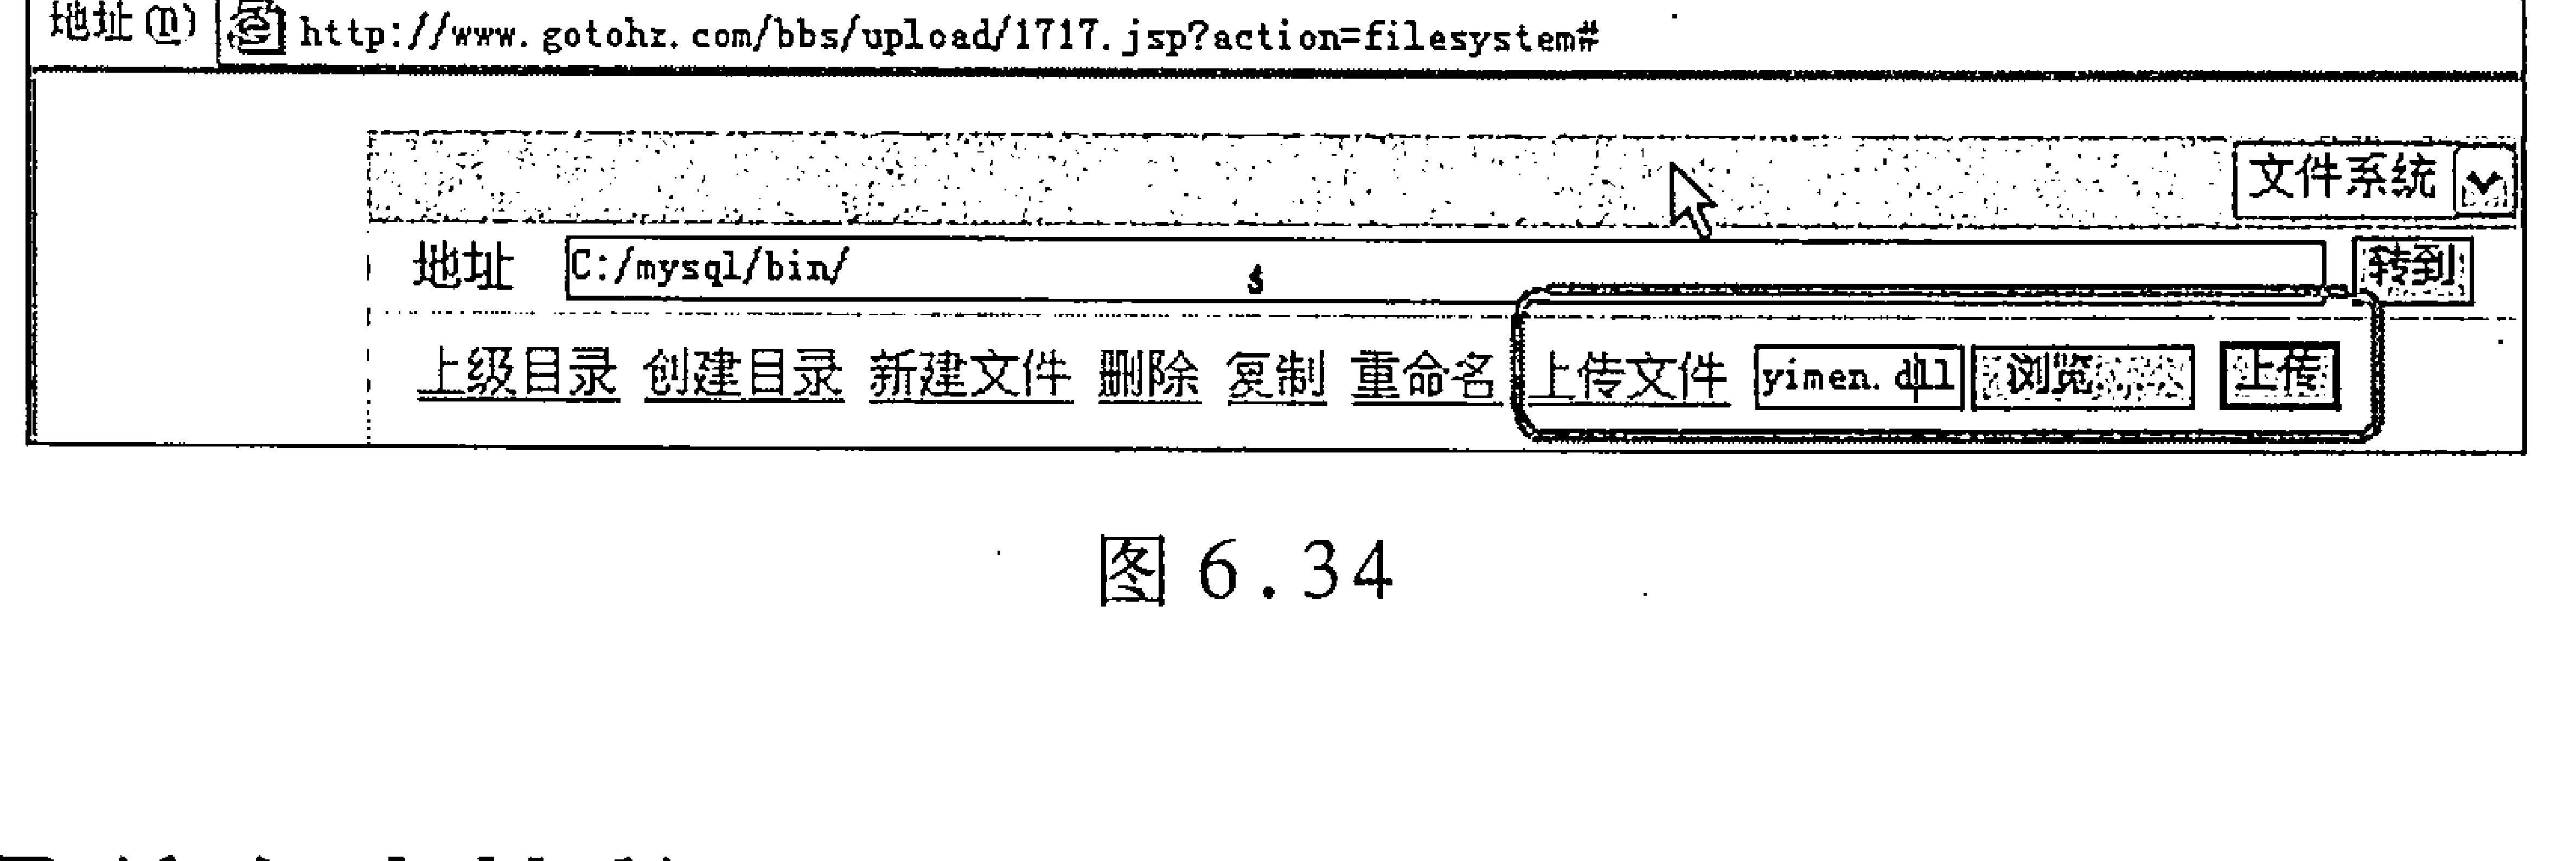 地址(D) http://www.gotohz.com/bbs/upload/1717.jsp?action=filesystem#
文件系统
地址 C:/mysql/bin/ 转到
上级目录 创建目录 新建文件 删除 复制 重命名 上传文件 yimen.dll 浏览 上传
图 6.34